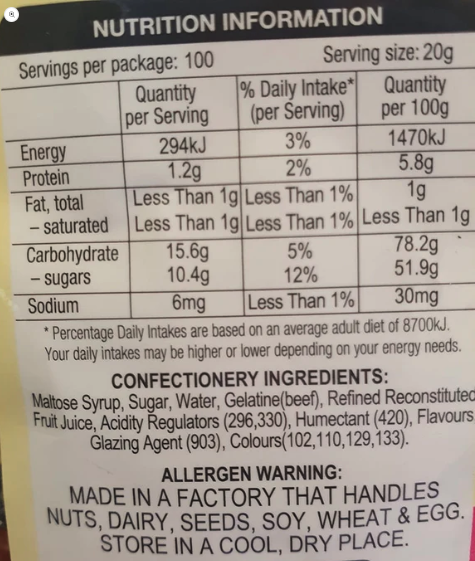 NUTRITION INFORMATION
Servings per package: 100 Serving size: 20g
Quantity per Serving % Daily Intake* (per Serving) Quantity per 100g
Energy 294kJ 3% 1470kJ
Protein 1.2g 2% 5.8g
Fat, total Less Than 1g Less Than 1% 1g
– saturated Less Than 1g Less Than 1% Less Than 1g
Carbohydrate 15.6g 5% 78.2g
– sugars 10.4g 12% 51.9g
Sodium 6mg Less Than 1% 30mg
* Percentage Daily Intakes are based on an average adult diet of 8700kJ.
Your daily intakes may be higher or lower depending on your energy needs.
CONFECTIONERY INGREDIENTS:
Maltose Syrup, Sugar, Water, Gelatine(beef), Refined Reconstituted
Fruit Juice, Acidity Regulators (296,330), Humectant (420), Flavours,
Glazing Agent (903), Colours(102,110,129,133).
ALLERGEN WARNING:
MADE IN A FACTORY THAT HANDLES
NUTS, DAIRY, SEEDS, SOY, WHEAT & EGG.
STORE IN A COOL, DRY PLACE.